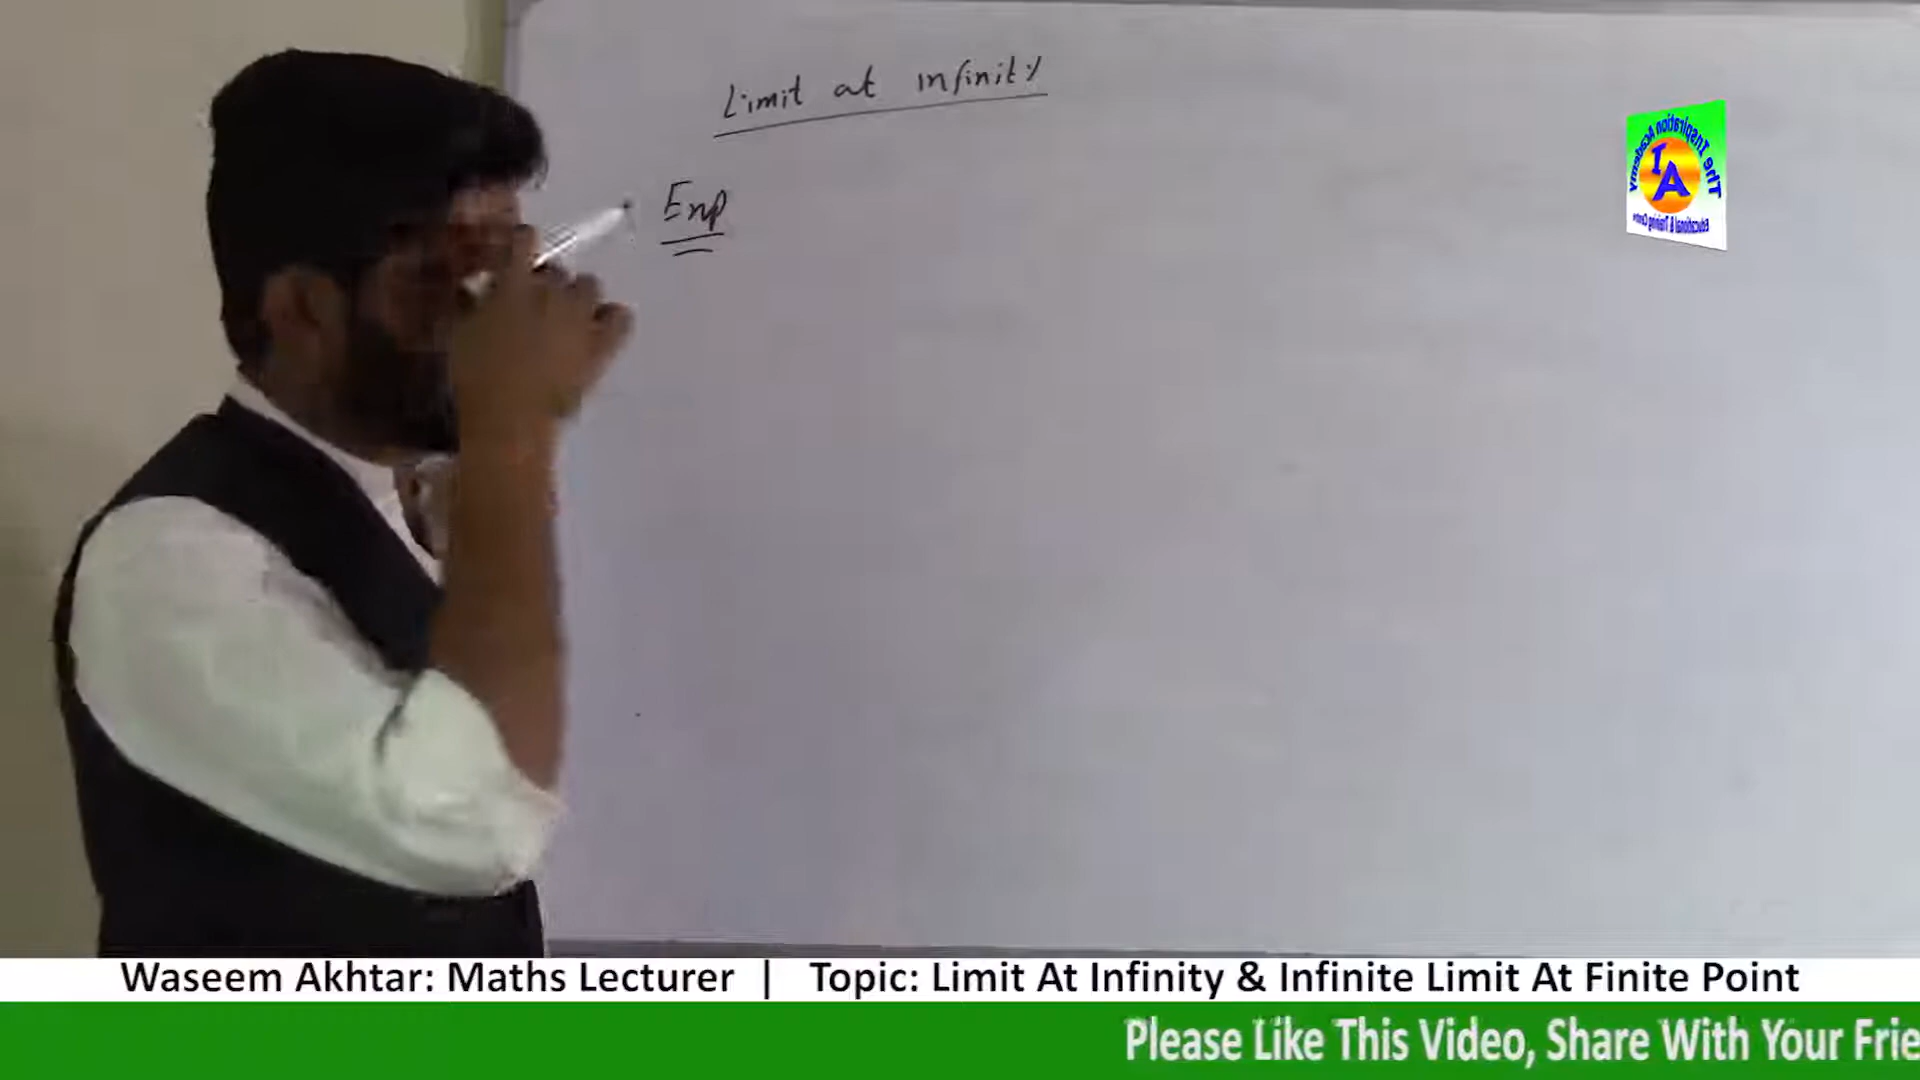 Limit at infinity
Exp
The Inspiration Academy
IA
Educational & Training Centre
Waseem Akhtar: Maths Lecturer | Topic: Limit At Infinity & Infinite Limit At Finite Point
Please Like This Video, Share With Your Frie